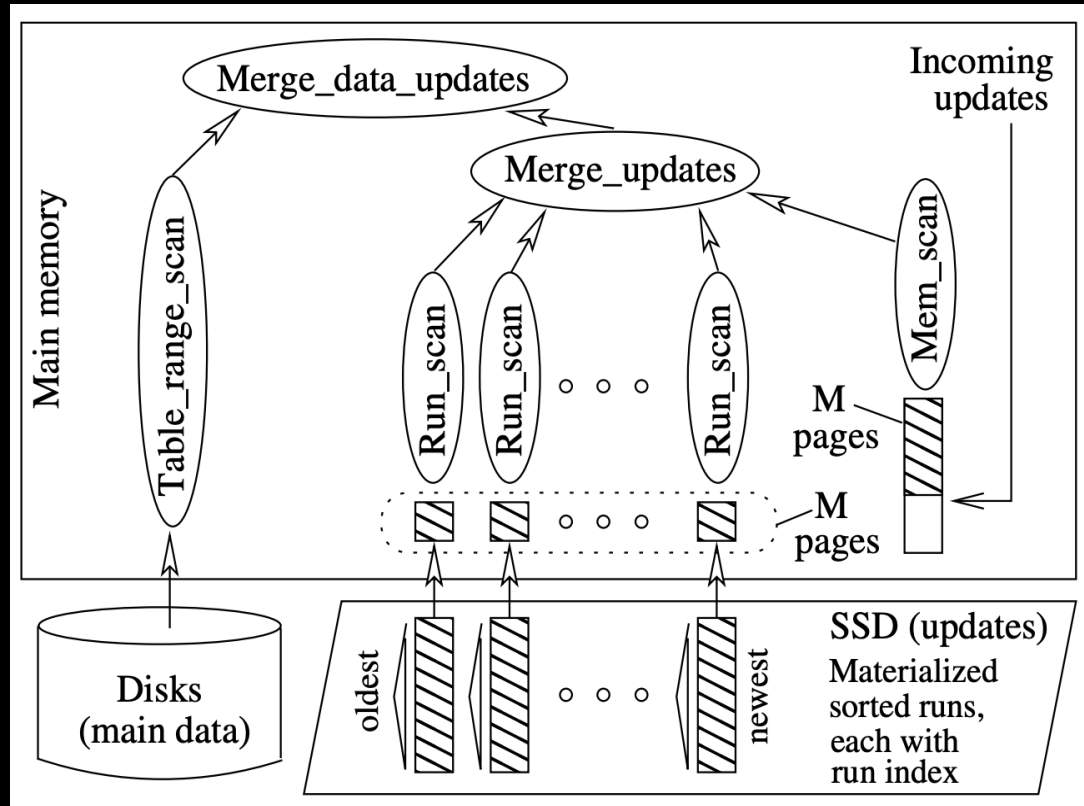 Merge_data_updates
Incoming
updates
Merge_updates
Main memory
Table_range_scan
Run_scan
Run_scan
Run_scan
Mem_scan
M
pages
M
pages
Disks
(main data)
oldest
newest
SSD (updates)
Materialized
sorted runs,
each with
run index